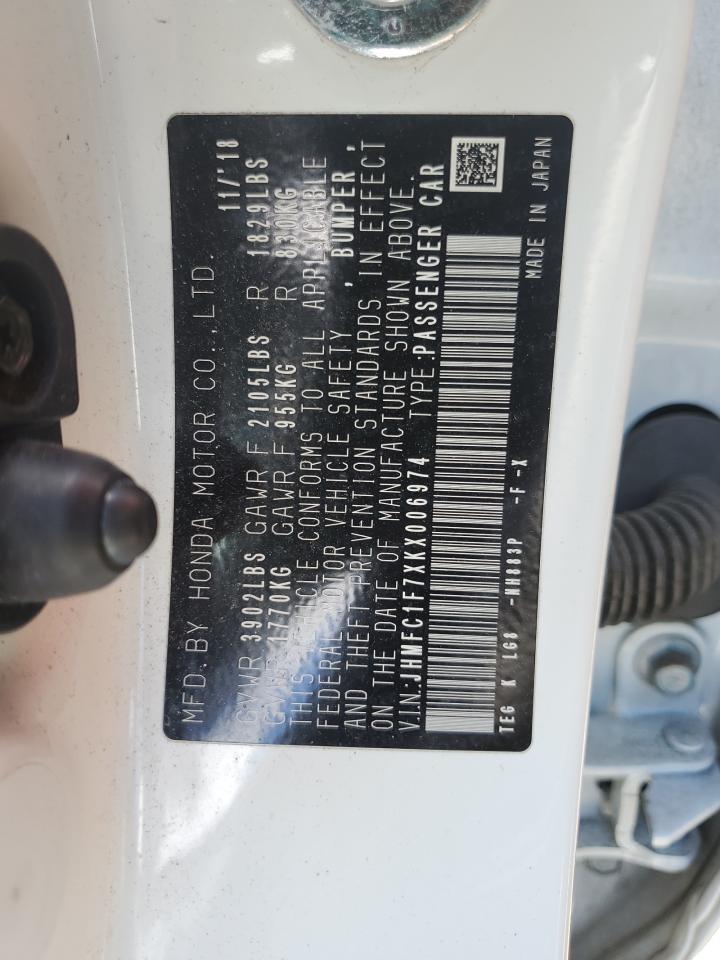 MFD. BY HONDA MOTOR CO., LTD. 11/'18
GVWR 3902LBS GAWR F 2105LBS R 1829LBS
GVWR 1770KG GAWR F 955KG R 830KG
THIS VEHICLE CONFORMS TO ALL APPLICABLE
FEDERAL MOTOR VEHICLE SAFETY , BUMPER,
AND THEFT PREVENTION STANDARDS IN EFFECT
ON THE DATE OF MANUFACTURE SHOWN ABOVE.
V.I.N:JHMFC1F7XKX006974 TYPE:PASSENGER CAR
TEG K LG8 -NH883P -F-X MADE IN JAPAN